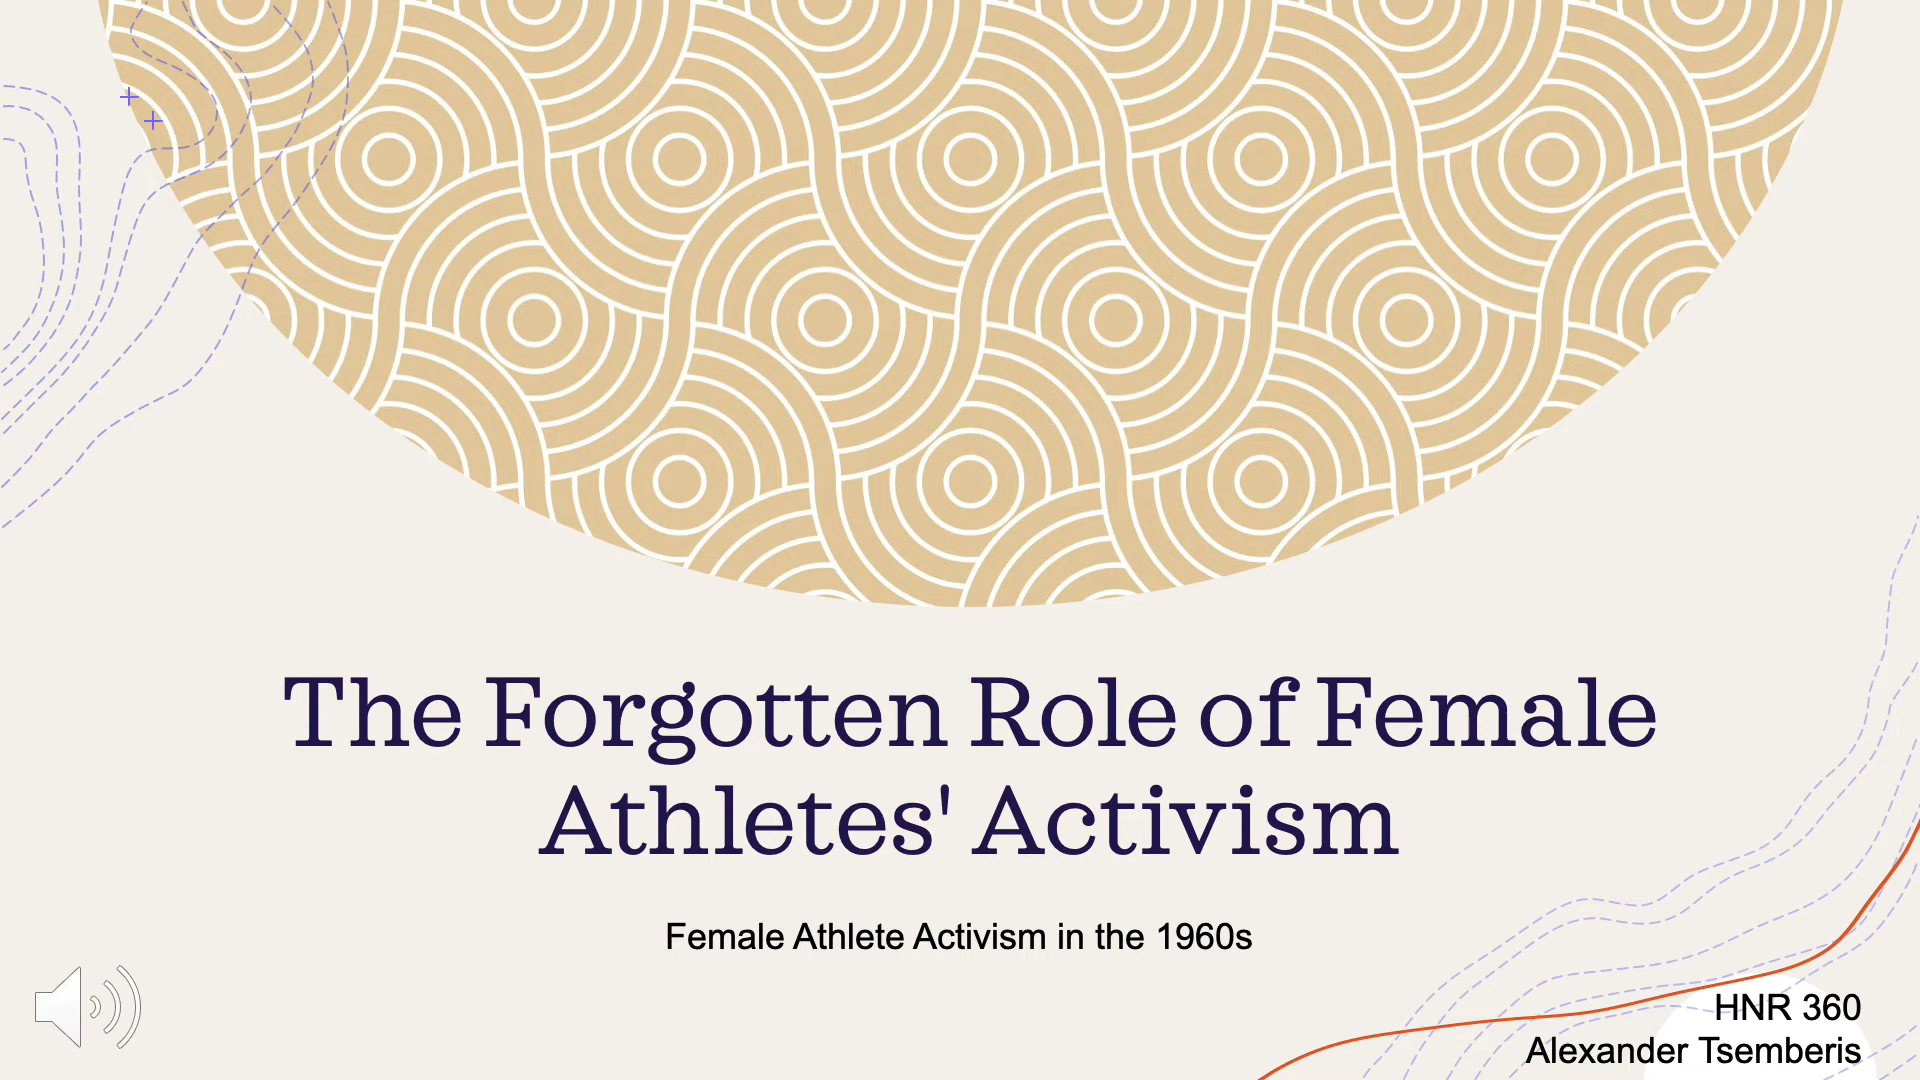 The Forgotten Role of Female
Athletes' Activism
Female Athlete Activism in the 1960s
HNR 360
Alexander Tsemberis